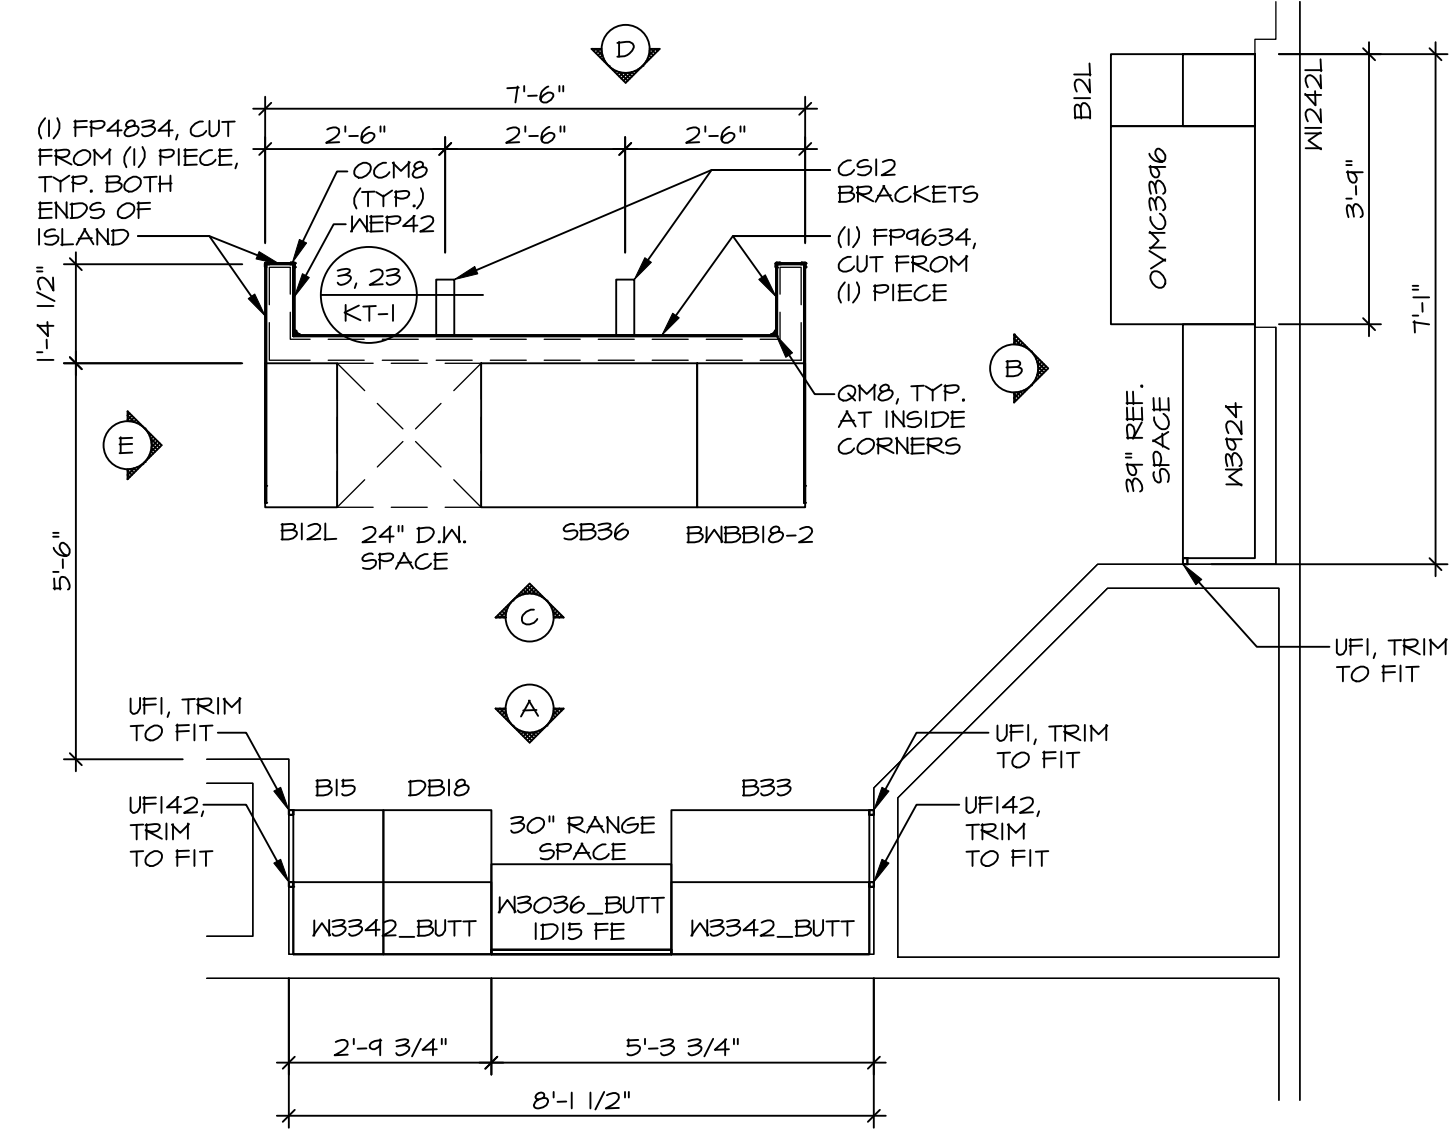 D
7'-6"
2'-6"
2'-6"
2'-6"
(1) FP4834, CUT
FROM (1) PIECE,
TYP. BOTH
ENDS OF
ISLAND
OCM8
(TYP.)
WEP42
CS12
BRACKETS
(1) FP9634,
CUT FROM
(1) PIECE
3, 23
KT-1
1'-4 1/2"
5'-6"
E
B
QM8, TYP.
AT INSIDE
CORNERS
B12L
24" D.W.
SPACE
SB36
BWBB18-2
B12L
W1242L
OVMC3396
3'-9"
7'-1"
39" REF.
SPACE
W3924
C
A
UF1, TRIM
TO FIT
UF1, TRIM
TO FIT
UF142,
TRIM
TO FIT
B15
DB18
B33
30" RANGE
SPACE
UF1, TRIM
TO FIT
UF142,
TRIM
TO FIT
W3342_BUTT
W3036_BUTT
1D15 FE
W3342_BUTT
2'-9 3/4"
5'-3 3/4"
8'-1 1/2"